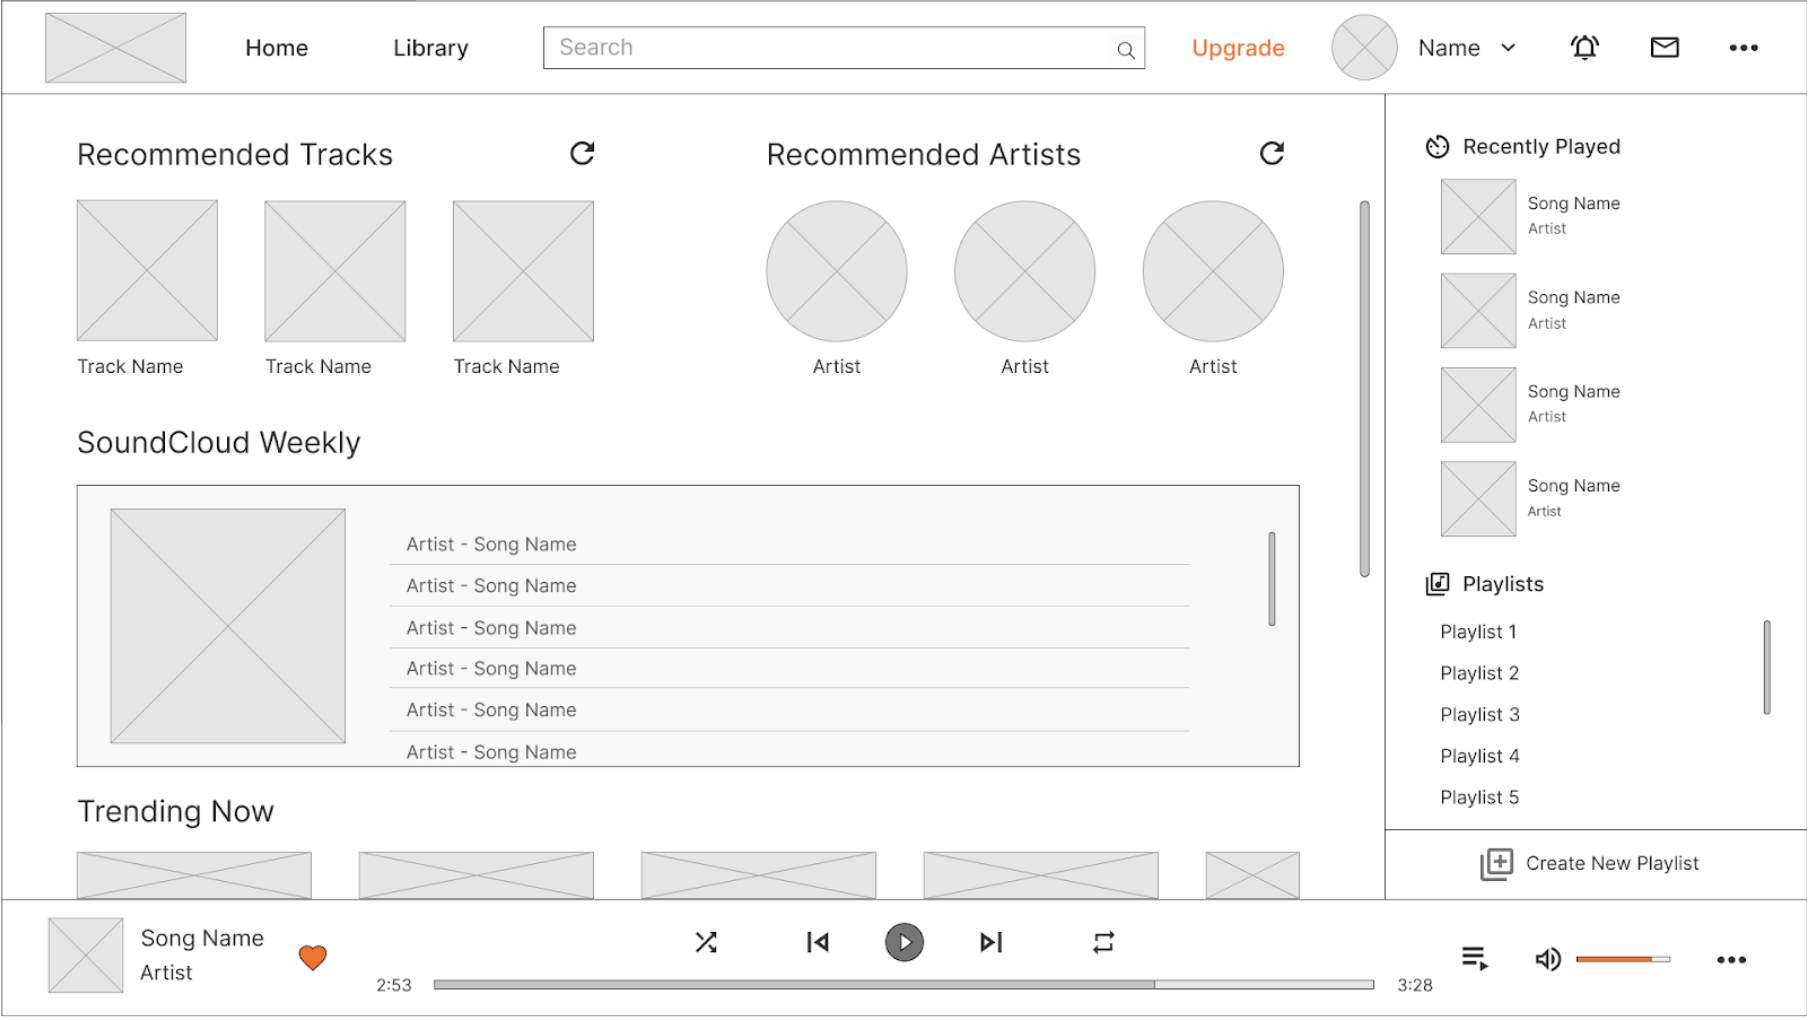 Home
Library
Search
Upgrade
Name
Recommended Tracks
Track Name
Track Name
Track Name
Recommended Artists
Artist
Artist
Artist
SoundCloud Weekly
Artist - Song Name
Artist - Song Name
Artist - Song Name
Artist - Song Name
Artist - Song Name
Artist - Song Name
Trending Now
Recently Played
Song Name
Artist
Song Name
Artist
Song Name
Artist
Song Name
Artist
Playlists
Playlist 1
Playlist 2
Playlist 3
Playlist 4
Playlist 5
Create New Playlist
Song Name
Artist
2:53
3:28